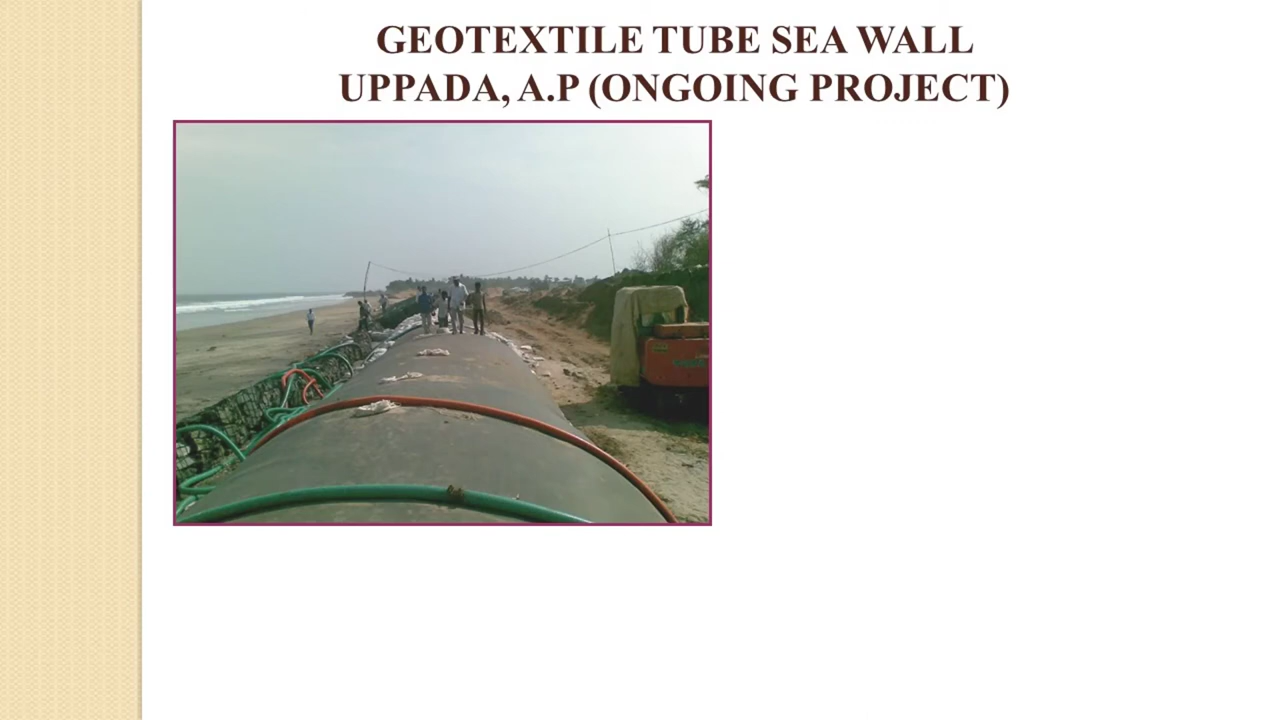 GEOTEXTILE TUBE SEA WALL
UPPADA, A.P (ONGOING PROJECT)